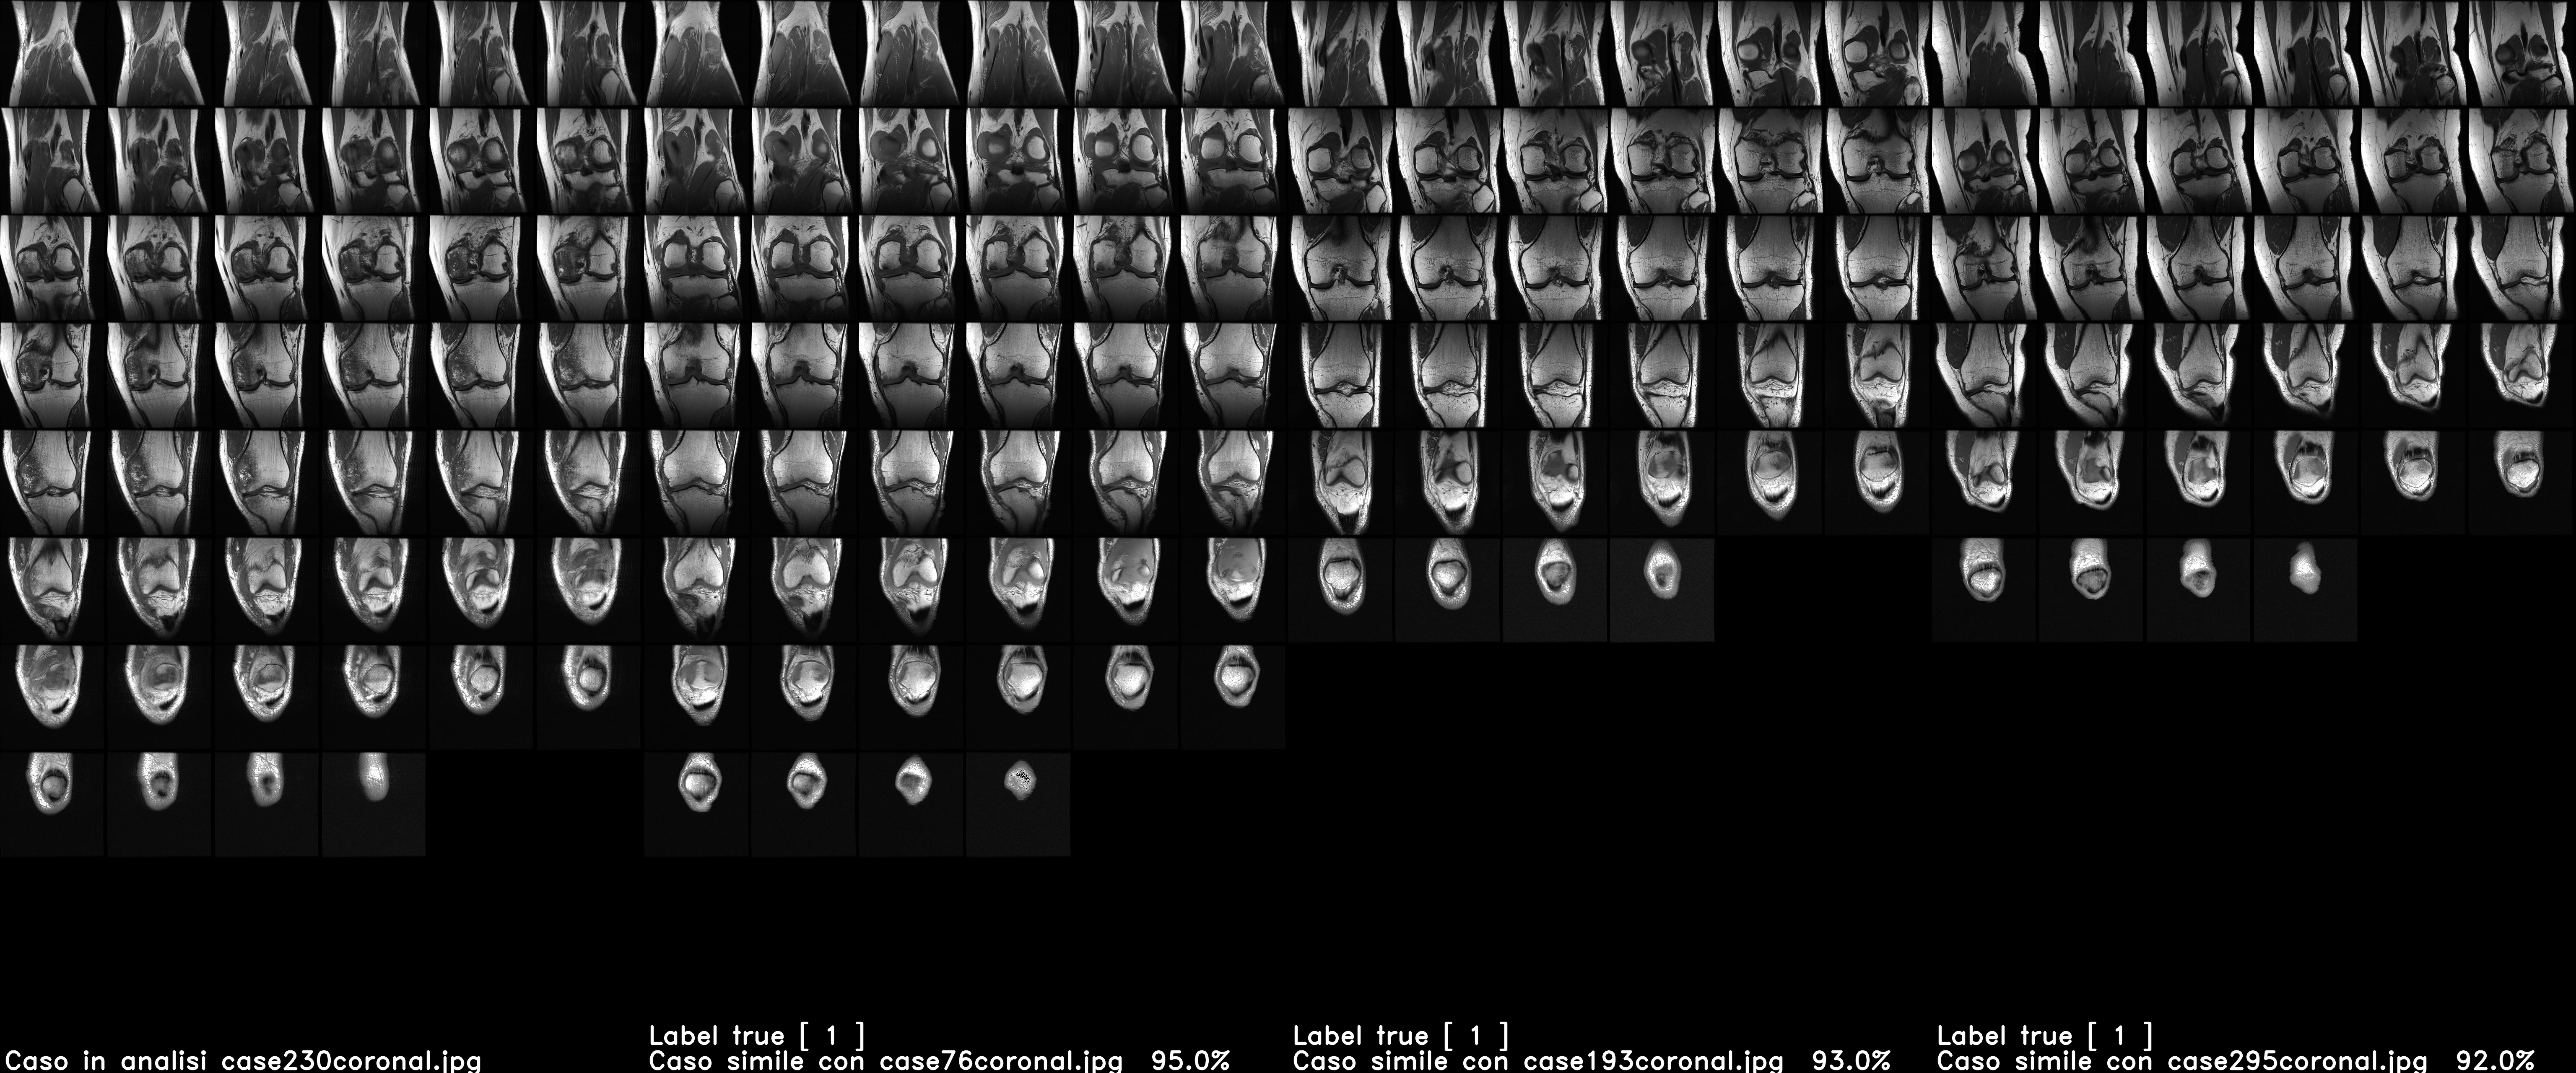 Caso in analisi case230coronal.jpg
Label true [ 1 ]
Caso simile con case76coronal.jpg 95.0%
Label true [ 1 ]
Caso simile con case193coronal.jpg 93.0%
Label true [ 1 ]
Caso simile con case295coronal.jpg 92.0%